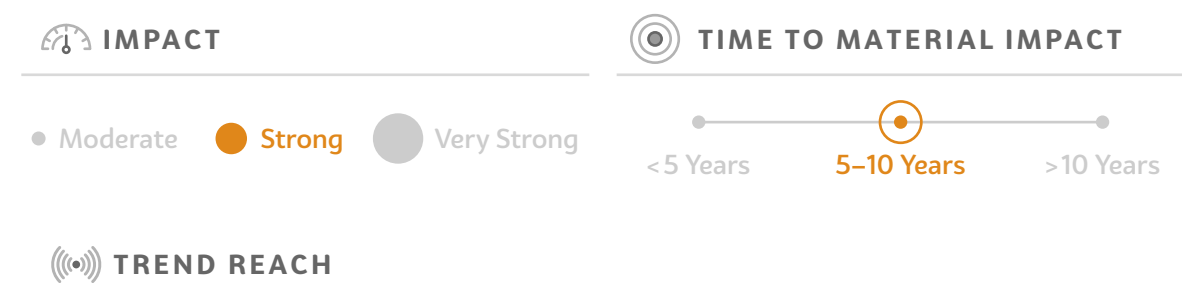 IMPACT
TIME TO MATERIAL IMPACT
Moderate Strong Very Strong
<5 Years 5–10 Years >10 Years
TREND REACH